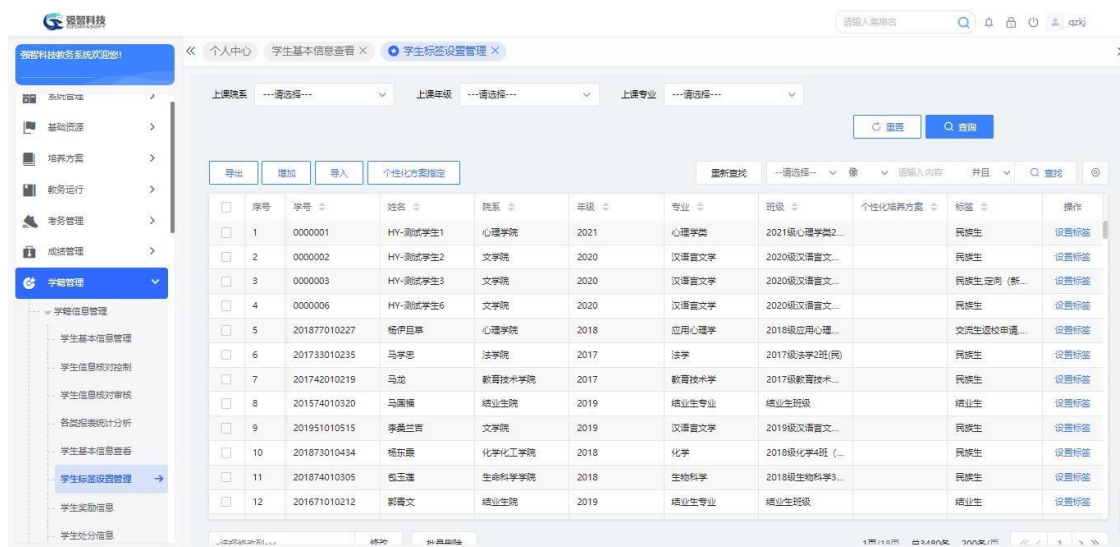 强智科技
请输入菜单名 qzkj
强智科技教务系统欢迎您!
个人中心 学生基本信息查看 学生标签设置管理
系统管理
基础资源
培养方案
教务运行
考务管理
成绩管理
学籍管理
学籍信息管理
学生基本信息管理
学生信息核对控制
学生信息核对审核
各类报表统计分析
学生基本信息查看
学生标签设置管理
学生奖励信息
学生处分信息
上课院系 ---请选择--- 上课年级 ---请选择--- 上课专业 ---请选择---
重置 查询
导出 增加 导入 个性化方案指定 重新查找 --请选择-- 像 请输入内容 并且 查找
序号 学号 姓名 院系 年级 专业 班级 个性化培养方案 标签 操作
1 0000001 HY-测试学生1 心理学院 2021 心理学类 2021级心理学类2... 民族生 设置标签
2 0000002 HY-测试学生2 文学院 2020 汉语言文学 2020级汉语言文... 民族生 设置标签
3 0000003 HY-测试学生3 文学院 2020 汉语言文学 2020级汉语言文... 民族生,定向（新... 设置标签
4 0000006 HY-测试学生6 文学院 2020 汉语言文学 2020级汉语言文... 民族生 设置标签
5 201877010227 杨伊旦草 心理学院 2018 应用心理学 2018级应用心理... 交流生返校申请,... 设置标签
6 201733010235 马学忠 法学院 2017 法学 2017级法学2班(民) 民族生 设置标签
7 201742010219 马龙 教育技术学院 2017 教育技术学 2017级教育技术... 民族生 设置标签
8 201574010320 马国福 结业生院 2019 结业生专业 结业生班级 结业生 设置标签
9 201951010515 李桑兰吉 文学院 2019 汉语言文学 2019级汉语言文... 民族生 设置标签
10 201873010434 杨东最 化学化工学院 2018 化学 2018级化学4班（... 民族生 设置标签
11 201874010305 包玉莲 生命科学学院 2018 生物科学 2018级生物科学3... 民族生 设置标签
12 201671010212 郭青文 结业生院 2019 结业生专业 结业生班级 结业生 设置标签
-选择修改列- 修改 批量删除 1页/18页 总3480条 200条/页 1